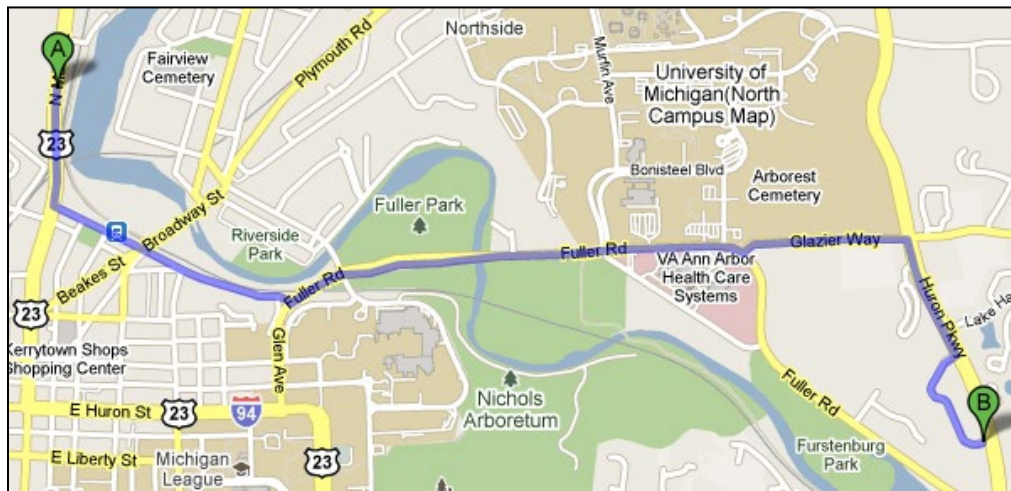 A
N M
23
Fairview
Cemetery
Plymouth Rd
Northside
Murfin Ave
University of
Michigan(North
Campus Map)
Bonisteel Blvd
Arborest
Cemetery
Broadway St
Riverside
Park
Fuller Park
Beakes St
Fuller Rd
Fuller Rd
VA Ann Arbor
Health Care
Systems
Glazier Way
Huron Pkwy
Lake Ha
23
Kerrytown Shops
Shopping Center
Glen Ave
Nichols
Arboretum
Fuller Rd
B
E Huron St
23
94
E Liberty St
Michigan
League
23
Furstenburg
Park